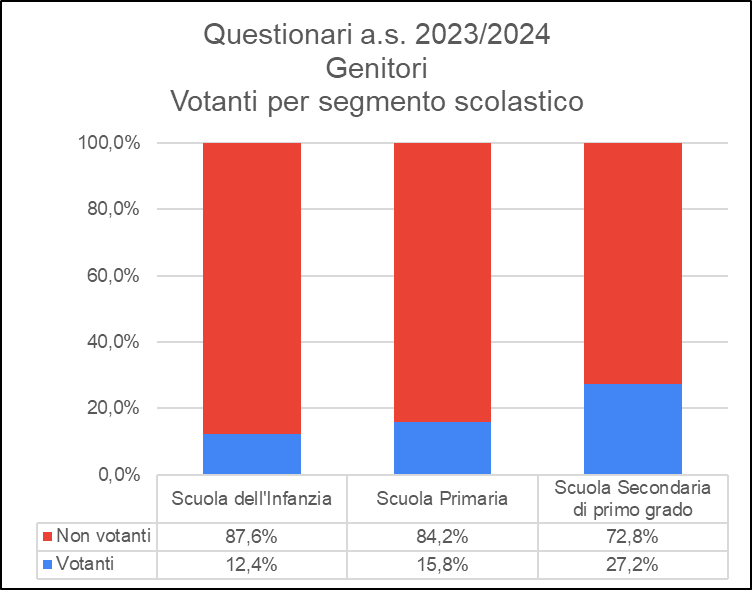 Questionari a.s. 2023/2024
Genitori
Votanti per segmento scolastico
100,0%
80,0%
60,0%
40,0%
20,0%
0,0%
Scuola dell'Infanzia
Scuola Primaria
Scuola Secondaria
di primo grado
Non votanti 87,6% 84,2% 72,8%
Votanti 12,4% 15,8% 27,2%